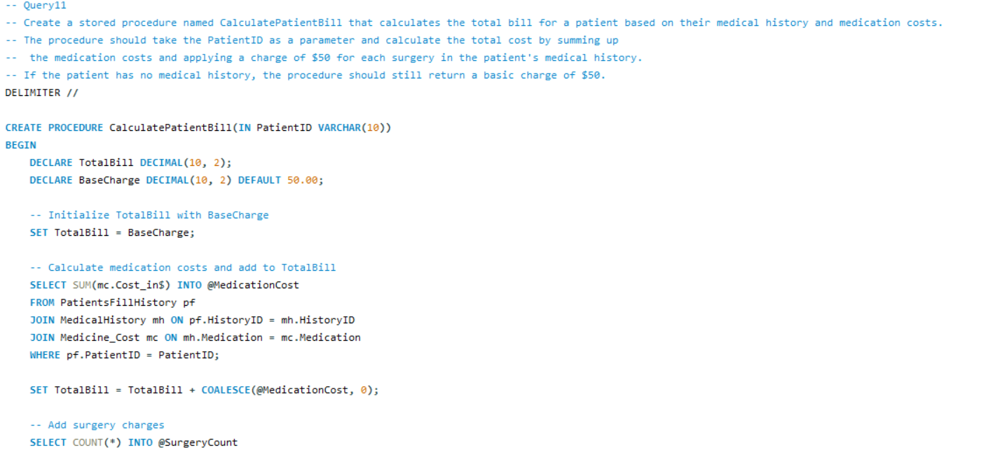 -- Query11
-- Create a stored procedure named CalculatePatientBill that calculates the total bill for a patient based on their medical history and medication costs.
-- The procedure should take the PatientID as a parameter and calculate the total cost by summing up
--  the medication costs and applying a charge of $50 for each surgery in the patient's medical history.
-- If the patient has no medical history, the procedure should still return a basic charge of $50.
DELIMITER //
CREATE PROCEDURE CalculatePatientBill(IN PatientID VARCHAR(10))
BEGIN
    DECLARE TotalBill DECIMAL(10, 2);
    DECLARE BaseCharge DECIMAL(10, 2) DEFAULT 50.00;
    -- Initialize TotalBill with BaseCharge
    SET TotalBill = BaseCharge;
    -- Calculate medication costs and add to TotalBill
    SELECT SUM(mc.Cost_in$) INTO @MedicationCost
    FROM PatientsFillHistory pf
    JOIN MedicalHistory mh ON pf.HistoryID = mh.HistoryID
    JOIN Medicine_Cost mc ON mh.Medication = mc.Medication
    WHERE pf.PatientID = PatientID;
    SET TotalBill = TotalBill + COALESCE(@MedicationCost, 0);
    -- Add surgery charges
    SELECT COUNT(*) INTO @SurgeryCount